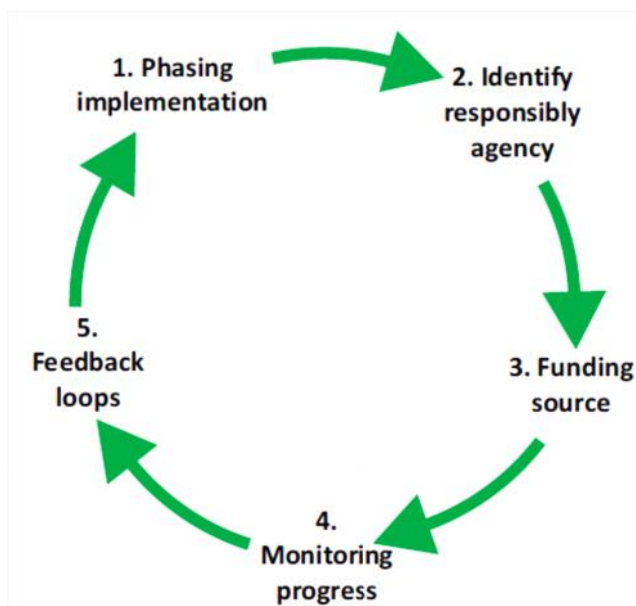 1. Phasing
implementation
2. Identify
responsibly
agency
3. Funding
source
4.
Monitoring
progress
5.
Feedback
loops